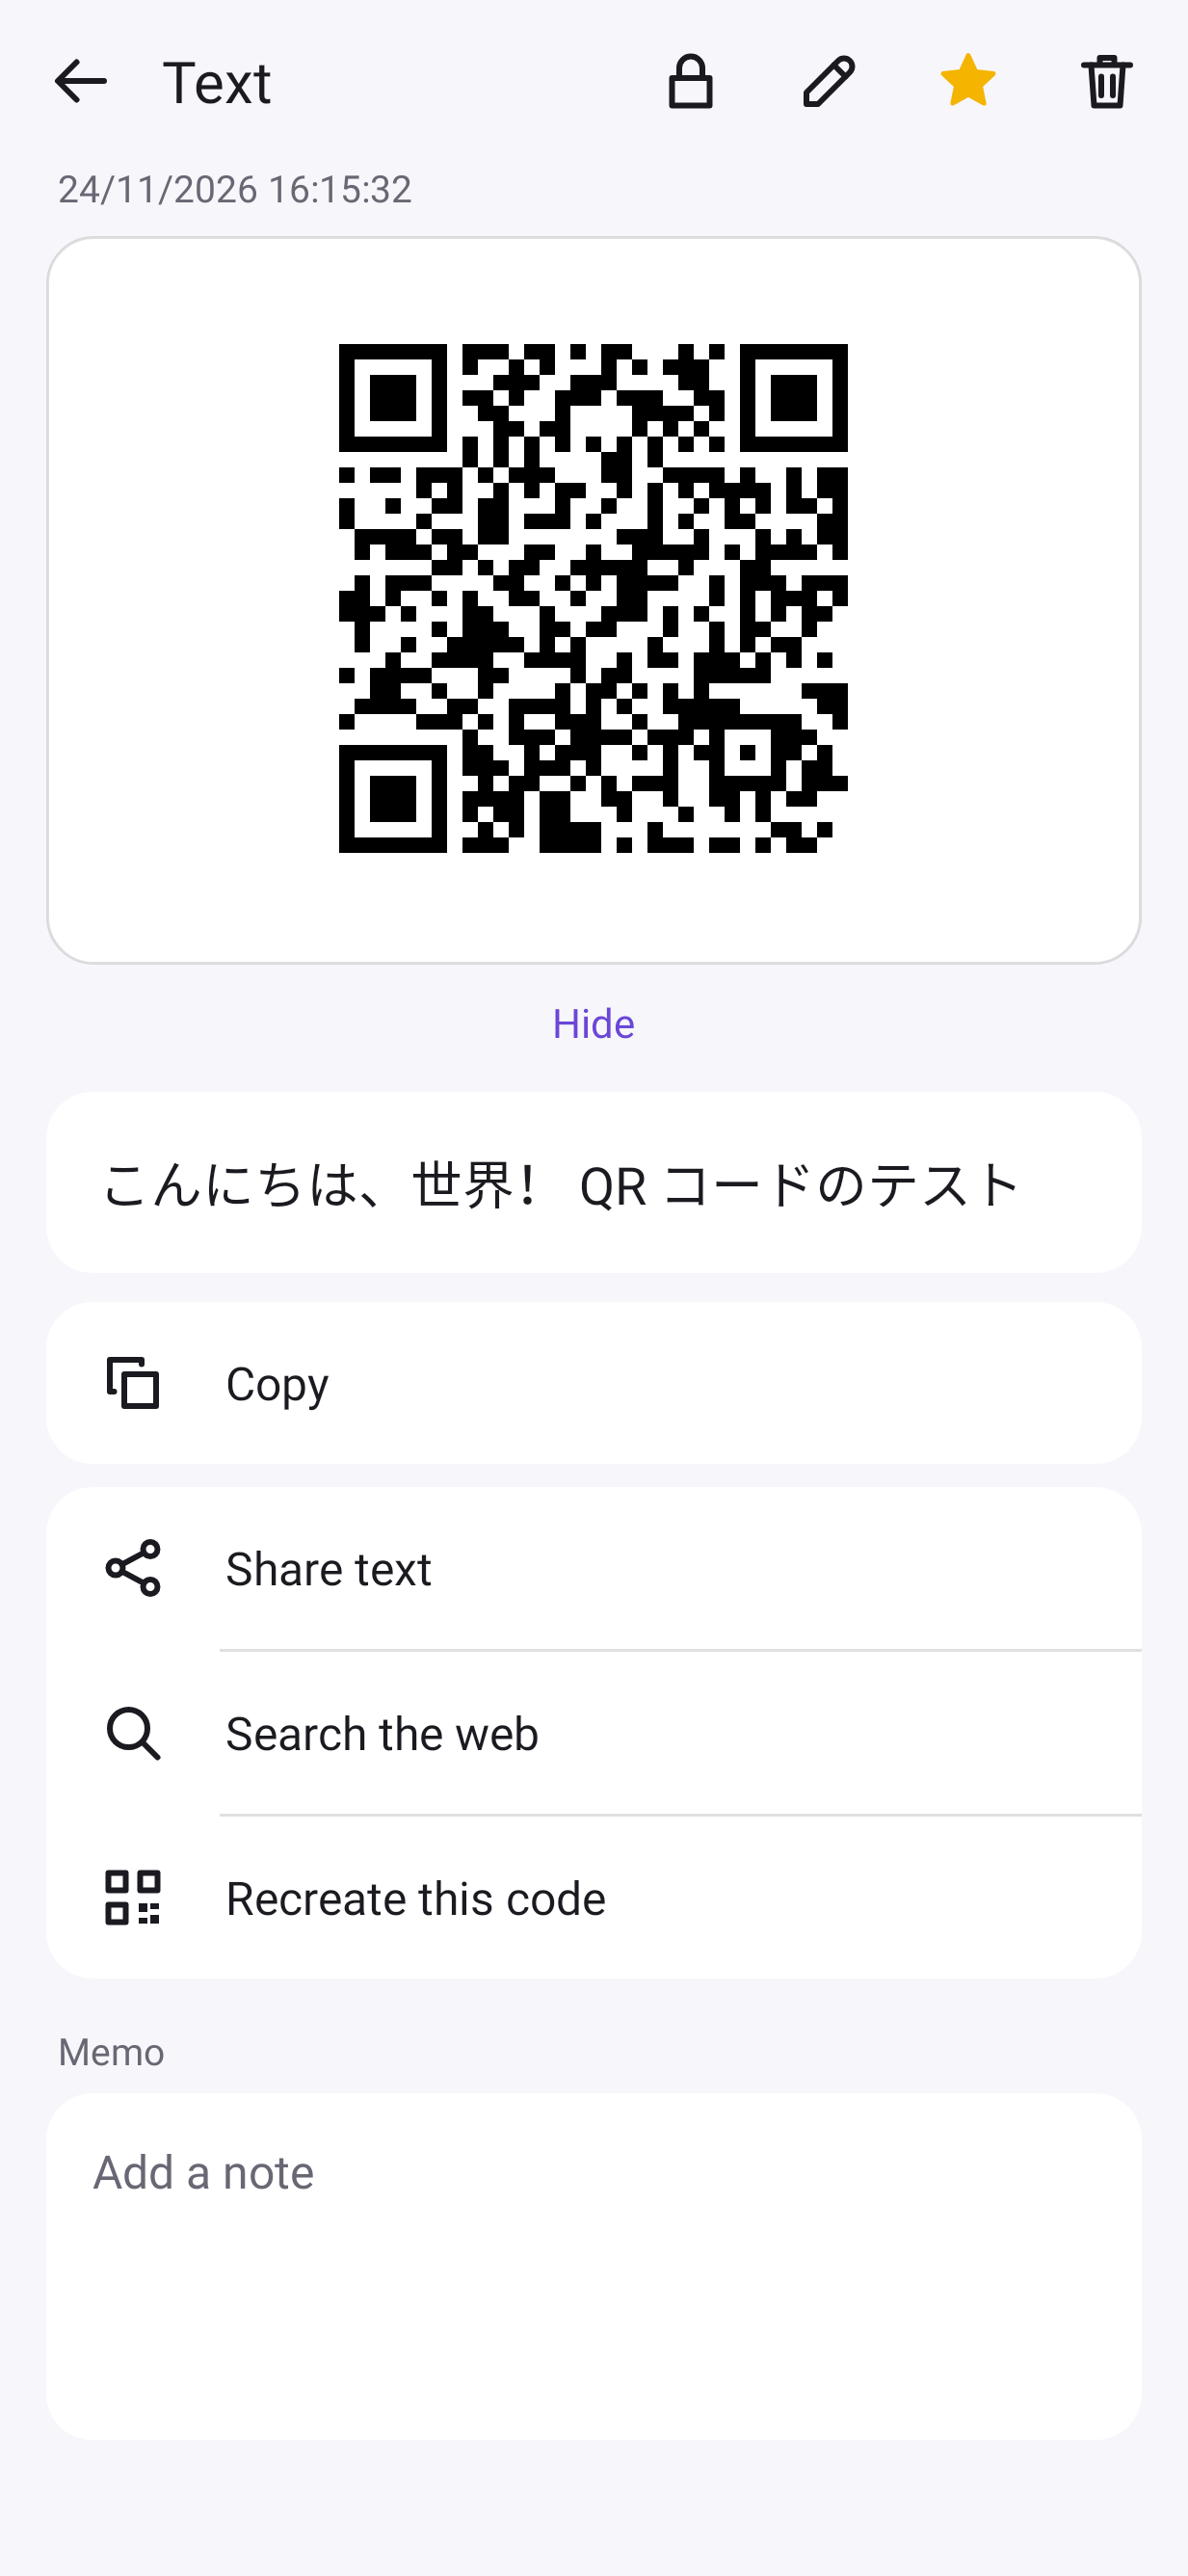 Text
24/11/2026 16:15:32
Hide
こんにちは、世界！ QR コードのテスト
Copy
Share text
Search the web
Recreate this code
Memo
Add a note